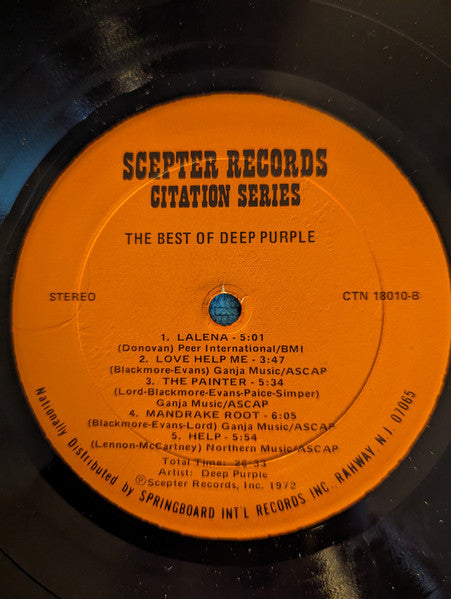 SCEPTER RECORDS
CITATION SERIES
THE BEST OF DEEP PURPLE
STEREO
CTN 18010-B
1. LALENA - 5:01
(Donovan) Peer International/BMI
2. LOVE HELP ME - 3:47
(Blackmore-Evans) Ganja Music/ASCAP
3. THE PAINTER - 5:34
(Lord-Blackmore-Evans-Paice-Simper)
Ganja Music/ASCAP
4. MANDRAKE ROOT - 6:05
(Blackmore-Evans-Lord) Ganja Music/ASCAP
5. HELP - 5:54
(Lennon-McCartney) Northern Music/ASCAP
Total Time: 26:33
Artist: Deep Purple
Ⓟ Scepter Records, Inc. 1972
Nationally Distributed by SPRINGBOARD INT'L RECORDS INC., RAHWAY, N.J. 07065